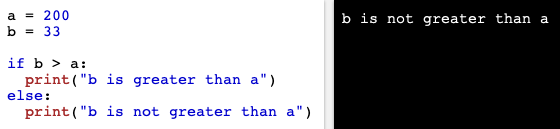 a = 200
b = 33

if b > a:
  print("b is greater than a")
else:
  print("b is not greater than a")
b is not greater than a